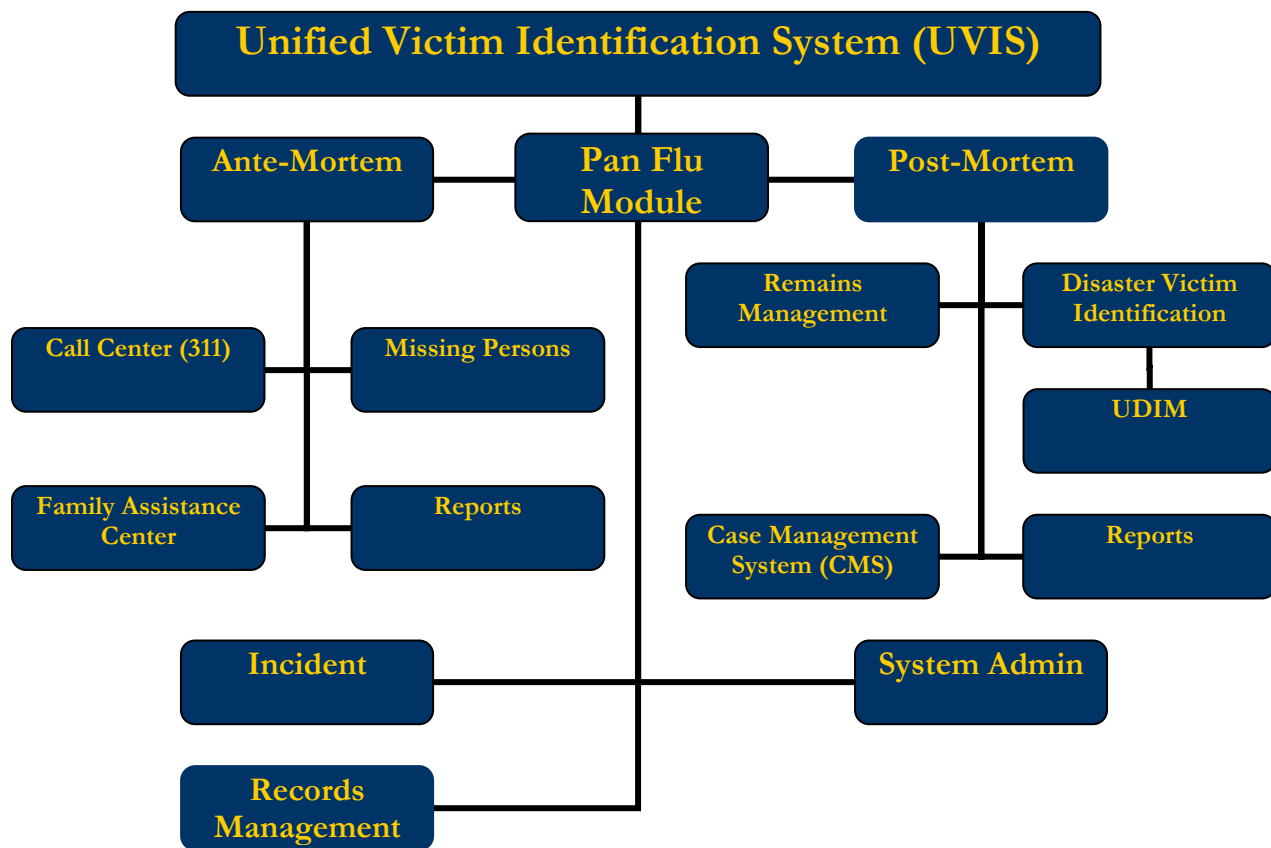 Unified Victim Identification System (UVIS)
Ante-Mortem
Pan Flu
Module
Post-Mortem
Remains
Management
Disaster Victim
Identification
Call Center (311)
Missing Persons
UDIM
Family Assistance
Center
Reports
Case Management
System (CMS)
Reports
Incident
System Admin
Records
Management